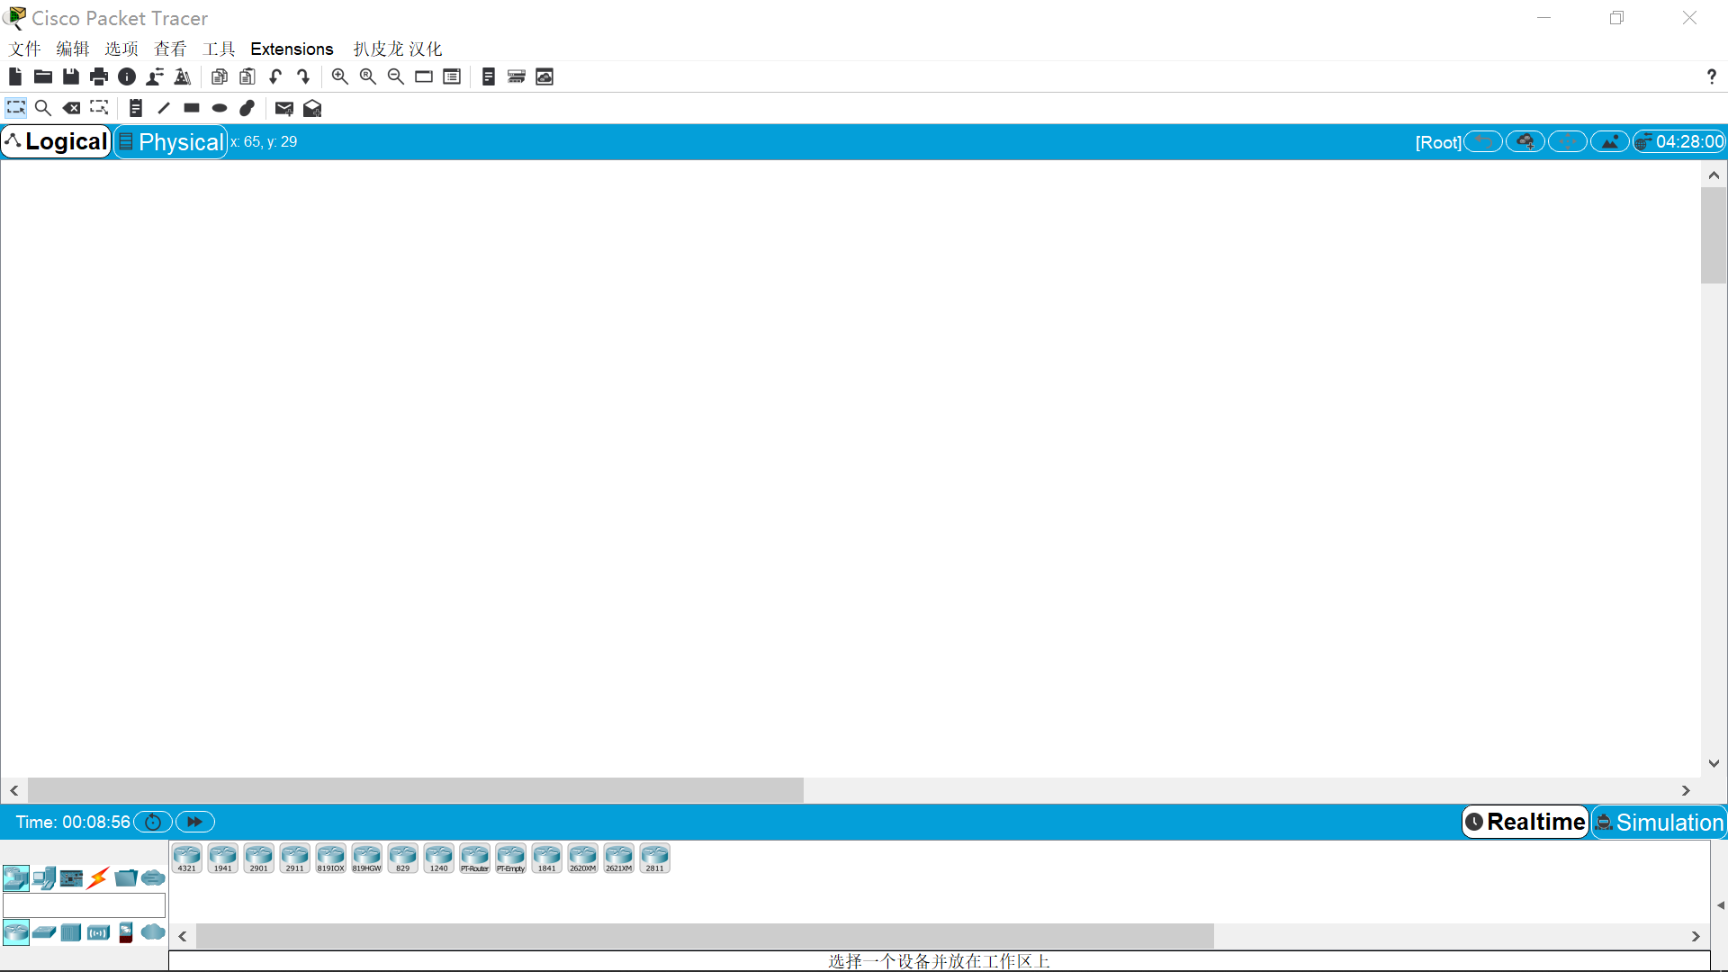 Cisco Packet Tracer
文件 编辑 选项 查看 工具 Extensions 扒皮龙 汉化
?
Logical Physical x: 65, y: 29 [Root] 04:28:00
Time: 00:08:56 Realtime Simulation
4321 1941 2901 2911 819IOX 819HGW 829 1240 PT-Router PT-Empty 1841 2620XM 2621XM 2811
选择一个设备并放在工作区上